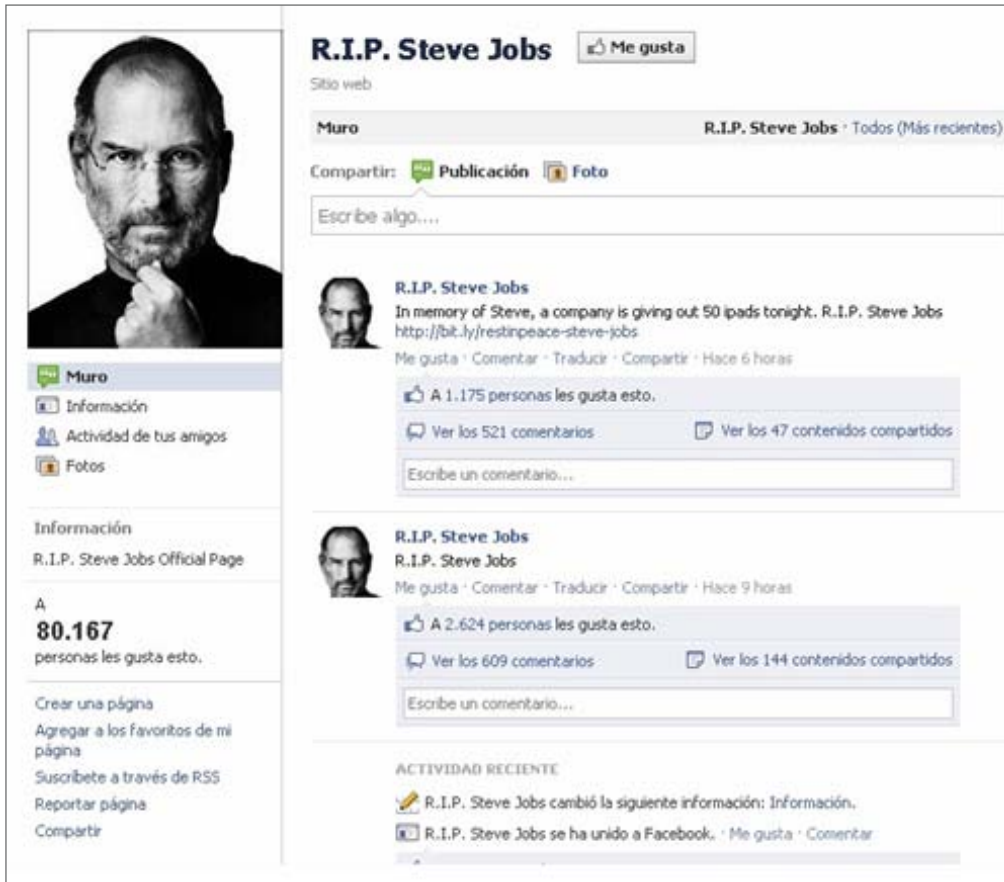 R.I.P. Steve Jobs
Me gusta
Sitio web
Muro
R.I.P. Steve Jobs · Todos (Más recientes)
Compartir:
Publicación
Foto
Escribe algo....
R.I.P. Steve Jobs
In memory of Steve, a company is giving out 50 ipads tonight. R.I.P. Steve Jobs
http://bit.ly/restinpeace-steve-jobs
Me gusta · Comentar · Traducir · Compartir · Hace 6 horas
A 1.175 personas les gusta esto.
Ver los 521 comentarios
Ver los 47 contenidos compartidos
Escribe un comentario...
R.I.P. Steve Jobs
R.I.P. Steve Jobs
Me gusta · Comentar · Traducir · Compartir · Hace 9 horas
A 2.624 personas les gusta esto.
Ver los 609 comentarios
Ver los 144 contenidos compartidos
Escribe un comentario...
ACTIVIDAD RECIENTE
R.I.P. Steve Jobs cambió la siguiente información: Información.
R.I.P. Steve Jobs se ha unido a Facebook. · Me gusta · Comentar
Muro
Información
Actividad de tus amigos
Fotos
Información
R.I.P. Steve Jobs Official Page
A
80.167
personas les gusta esto.
Crear una página
Agregar a los favoritos de mi
página
Suscríbete a través de RSS
Reportar página
Compartir